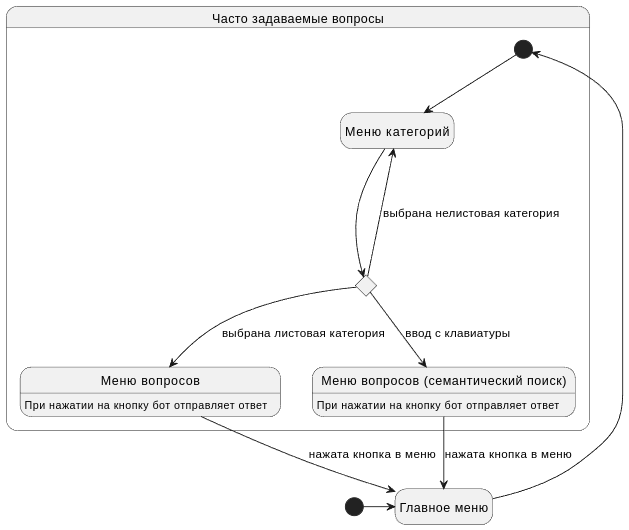 Часто задаваемые вопросы
Меню категорий
выбрана нелистовая категория
выбрана листовая категория
ввод с клавиатуры
Меню вопросов
При нажатии на кнопку бот отправляет ответ
Меню вопросов (семантический поиск)
При нажатии на кнопку бот отправляет ответ
нажата кнопка в меню
нажата кнопка в меню
Главное меню